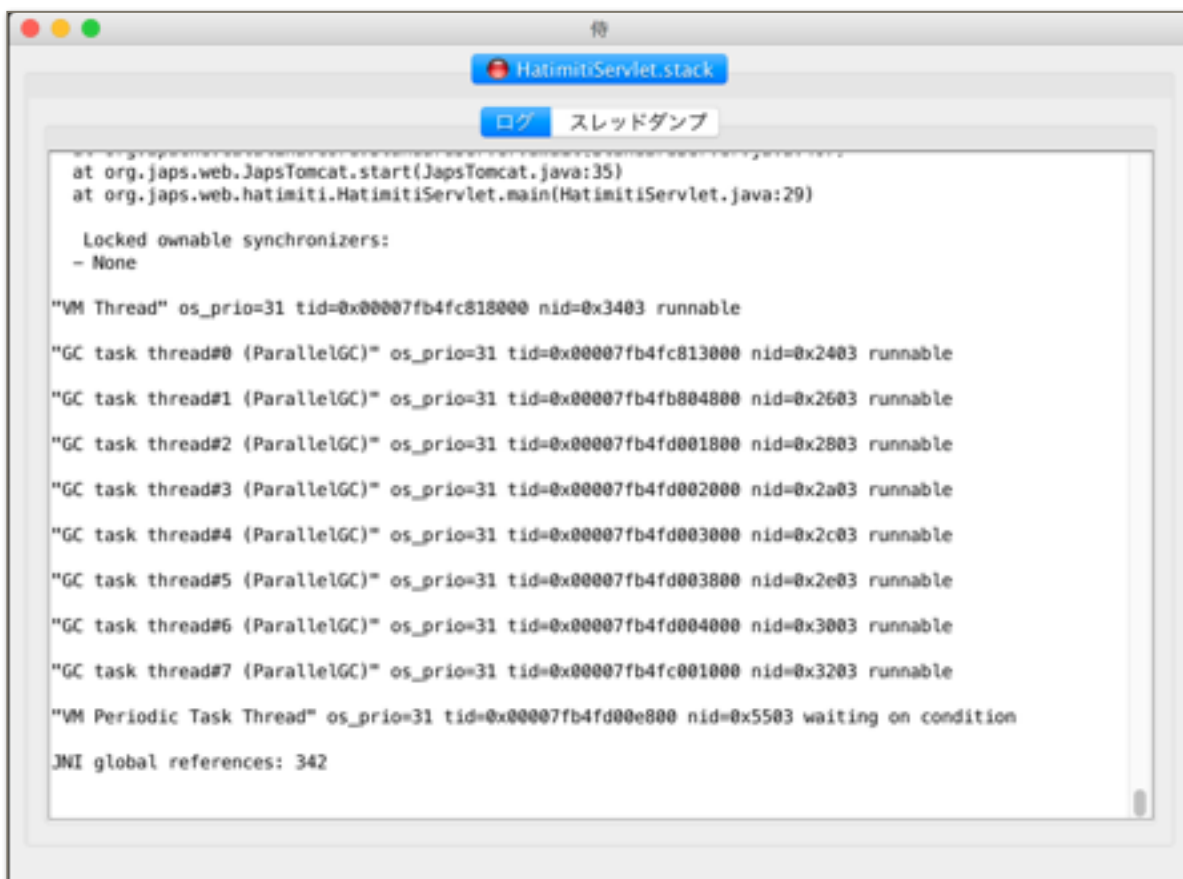 侍
HatimitiServlet.stack
ログ スレッドダンプ
at org.japs.web.JapsTomcat.start(JapsTomcat.java:35)
at org.japs.web.hatimiti.HatimitiServlet.main(HatimitiServlet.java:29)
Locked ownable synchronizers:
- None
"VM Thread" os_prio=31 tid=0x00007fb4fc818000 nid=0x3403 runnable
"GC task thread#0 (ParallelGC)" os_prio=31 tid=0x00007fb4fc813000 nid=0x2403 runnable
"GC task thread#1 (ParallelGC)" os_prio=31 tid=0x00007fb4fb804800 nid=0x2603 runnable
"GC task thread#2 (ParallelGC)" os_prio=31 tid=0x00007fb4fd001800 nid=0x2803 runnable
"GC task thread#3 (ParallelGC)" os_prio=31 tid=0x00007fb4fd002000 nid=0x2a03 runnable
"GC task thread#4 (ParallelGC)" os_prio=31 tid=0x00007fb4fd003000 nid=0x2c03 runnable
"GC task thread#5 (ParallelGC)" os_prio=31 tid=0x00007fb4fd003800 nid=0x2e03 runnable
"GC task thread#6 (ParallelGC)" os_prio=31 tid=0x00007fb4fd004000 nid=0x3003 runnable
"GC task thread#7 (ParallelGC)" os_prio=31 tid=0x00007fb4fc001000 nid=0x3203 runnable
"VM Periodic Task Thread" os_prio=31 tid=0x00007fb4fd00e800 nid=0x5503 waiting on condition
JNI global references: 342